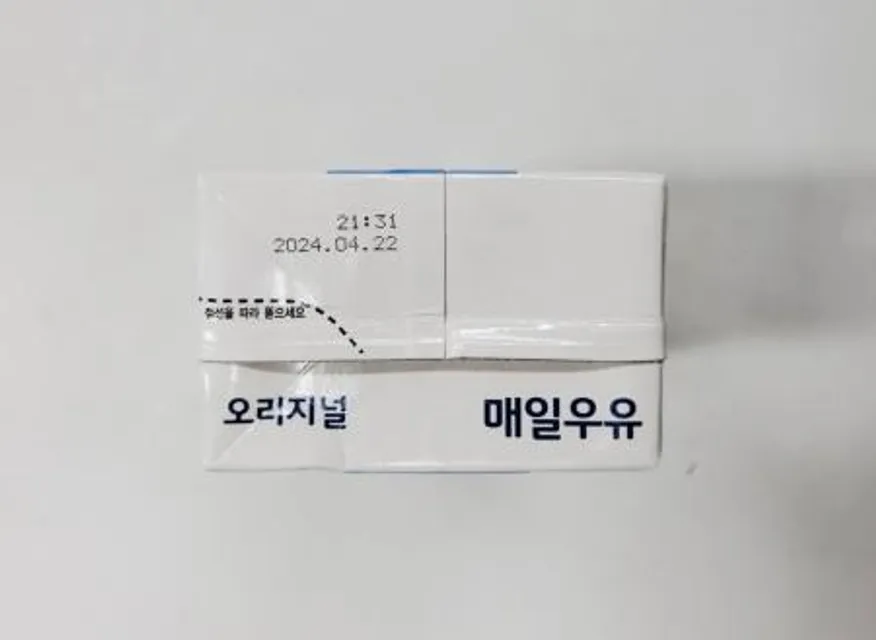 21:31
2024.04.22
점선을 따라 뜯으세요
오리지널
매일우유